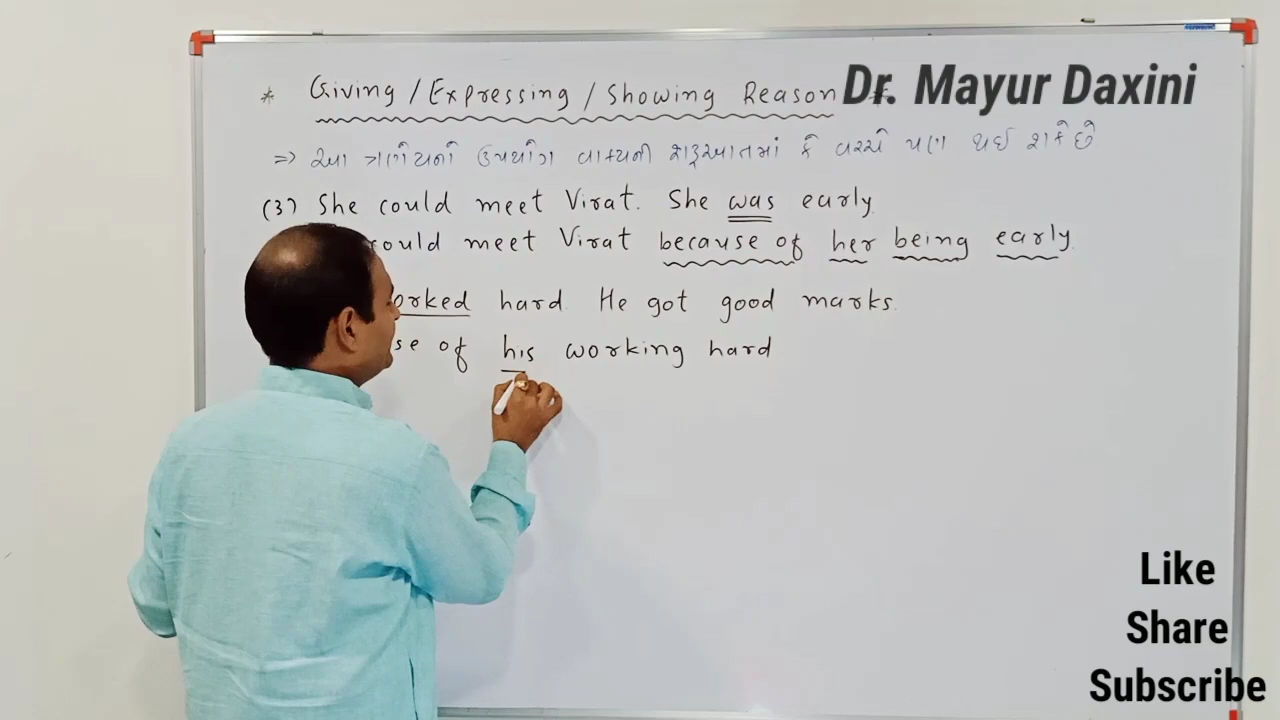 * Giving / Expressing / Showing Reason *
Dr. Mayur Daxini
=> આ ગ્રુપનો ઉપયોગ વાક્યની શરૂઆતમાં કે વચ્ચે પણ થઈ શકે છે
(3) She could meet Virat. She was early.
could meet Virat because of her being early.
orked hard. He got good marks.
se of his working hard
Like
Share
Subscribe